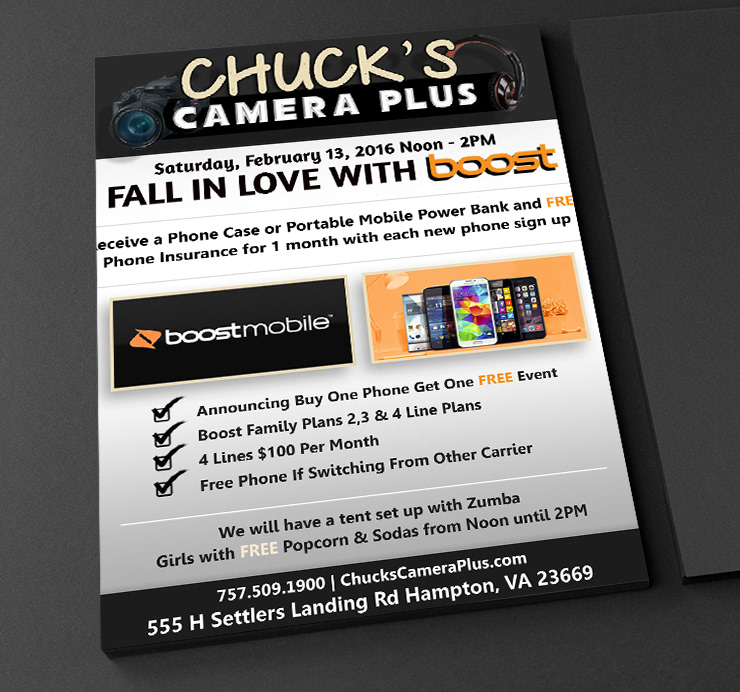 CHUCK'S
CAMERA PLUS
Saturday, February 13, 2016 Noon - 2PM
FALL IN LOVE WITH boost
eceive a Phone Case or Portable Mobile Power Bank and FREE
Phone Insurance for 1 month with each new phone sign up
boostmobile™
Announcing Buy One Phone Get One FREE Event
Boost Family Plans 2,3 & 4 Line Plans
4 Lines $100 Per Month
Free Phone If Switching From Other Carrier
We will have a tent set up with Zumba
Girls with FREE Popcorn & Sodas from Noon until 2PM
757.509.1900 | ChucksCameraPlus.com
555 H Settlers Landing Rd Hampton, VA 23669